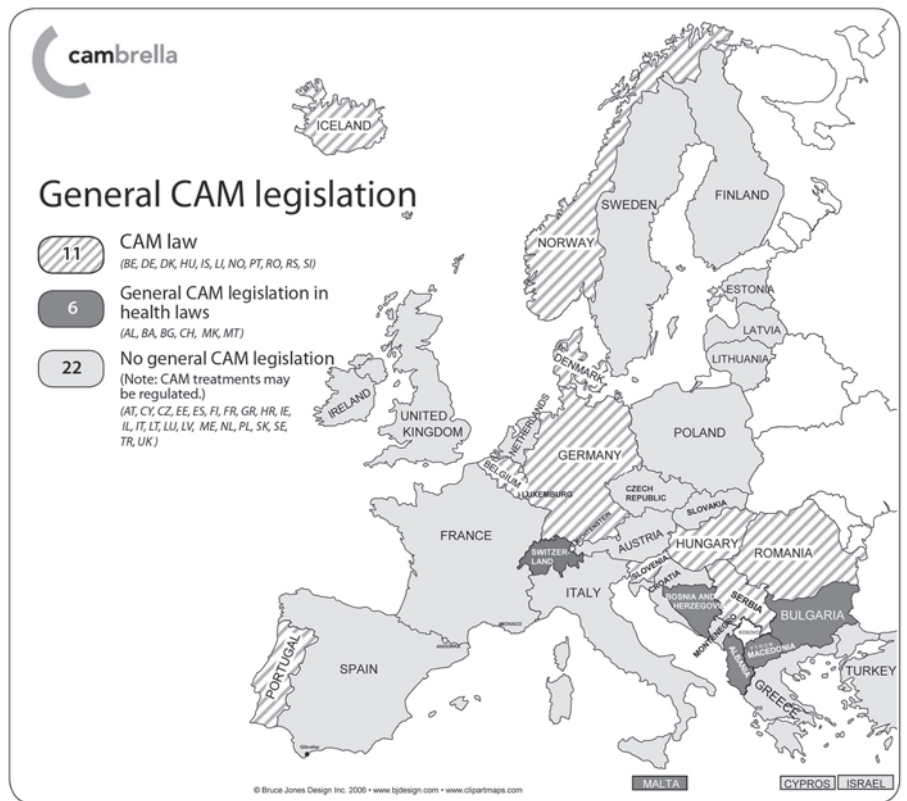 cambrella
General CAM legislation
11
CAM law
(BE, DE, DK, HU, IS, LI, NO, PT, RO, RS, SI)
6
General CAM legislation in
health laws
(AL, BA, BG, CH, MK, MT)
22
No general CAM legislation
(Note: CAM treatments may
be regulated.)
(AT, CY, CZ, EE, ES, FI, FR, GR, HR, IE,
IL, IT, LT, LU, LV, ME, NL, PL, SK, SE,
TR, UK )
ICELAND
NORWAY
SWEDEN
FINLAND
ESTONIA
LATVIA
LITHUANIA
DENMARK
IRELAND
UNITED
KINGDOM
NETHERLANDS
BELGIUM
LUXEMBURG
GERMANY
POLAND
CZECH
REPUBLIC
SLOVAKIA
FRANCE
SWITZER-
LAND
LICHTENSTEIN
AUSTRIA
HUNGARY
ROMANIA
SLOVENIA
CROATIA
ITALY
BOSNIA AND
HERZEGOV
SERBIA
MONTENEGRO
KOSOVO
BULGARIA
MACEDONIA
ALBANIA
GREECE
TURKEY
MONACO
ANDORRA
PORTUGAL
SPAIN
Gibraltar
MALTA
CYPROS
ISRAEL
© Bruce Jones Design Inc. 2006 • www.bjdesign.com • www.clipartmaps.com